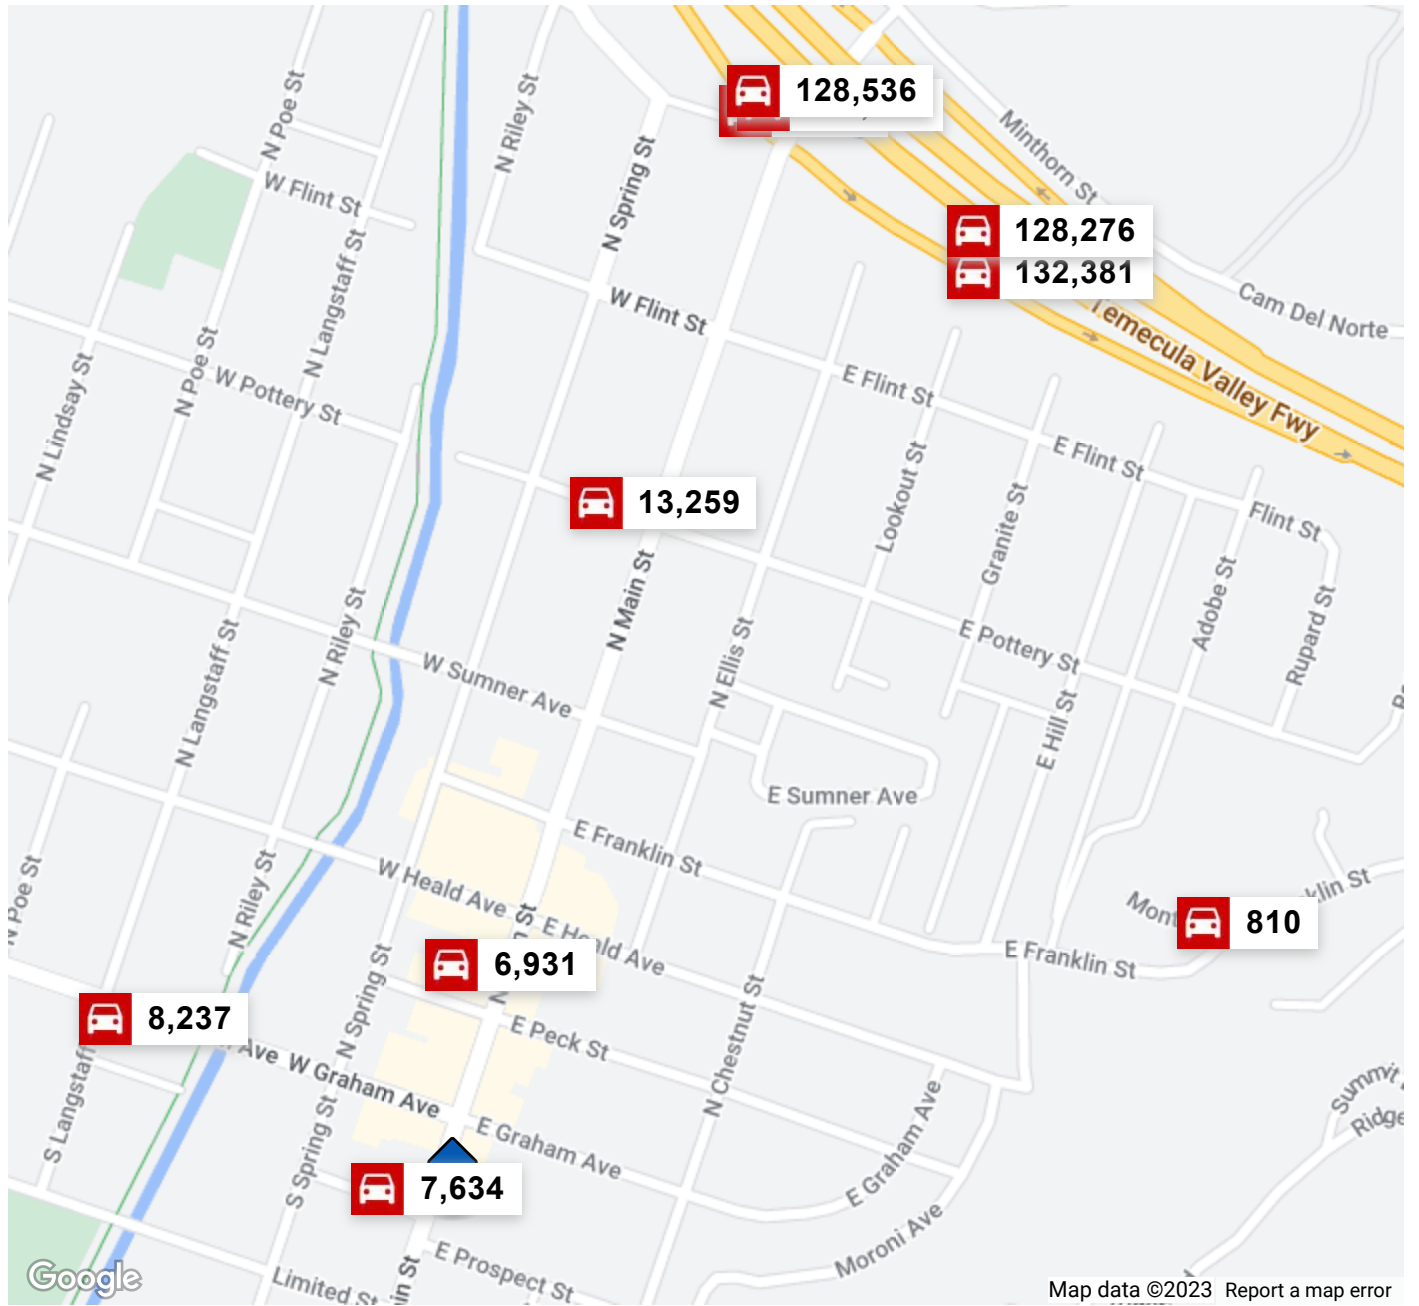 N Poe St
N Riley St
128,536
Minthorn St
W Flint St
N Spring St
128,276
132,381
N Langstaff St
W Flint St
Cam Del Norte
Temecula Valley Fwy
N Lindsay St
N Poe St
W Pottery St
E Flint St
E Flint St
13,259
Lookout St
Granite St
Flint St
N Main St
N Riley St
N Ellis St
E Pottery St
Adobe St
Rupard St
N Langstaff St
W Sumner Ave
E Hill St
E Sumner Ave
E Franklin St
N Poe St
N Riley St
W Heald Ave
E Heald Ave
810
E Franklin St
6,931
N Spring St
8,237
Ave
W Graham Ave
E Peck St
N Chestnut St
S Langstaff
S Spring St
E Graham Ave
E Graham Ave
7,634
Moroni Ave
E Prospect St
Limited St
Google
Map data ©2023 Report a map error